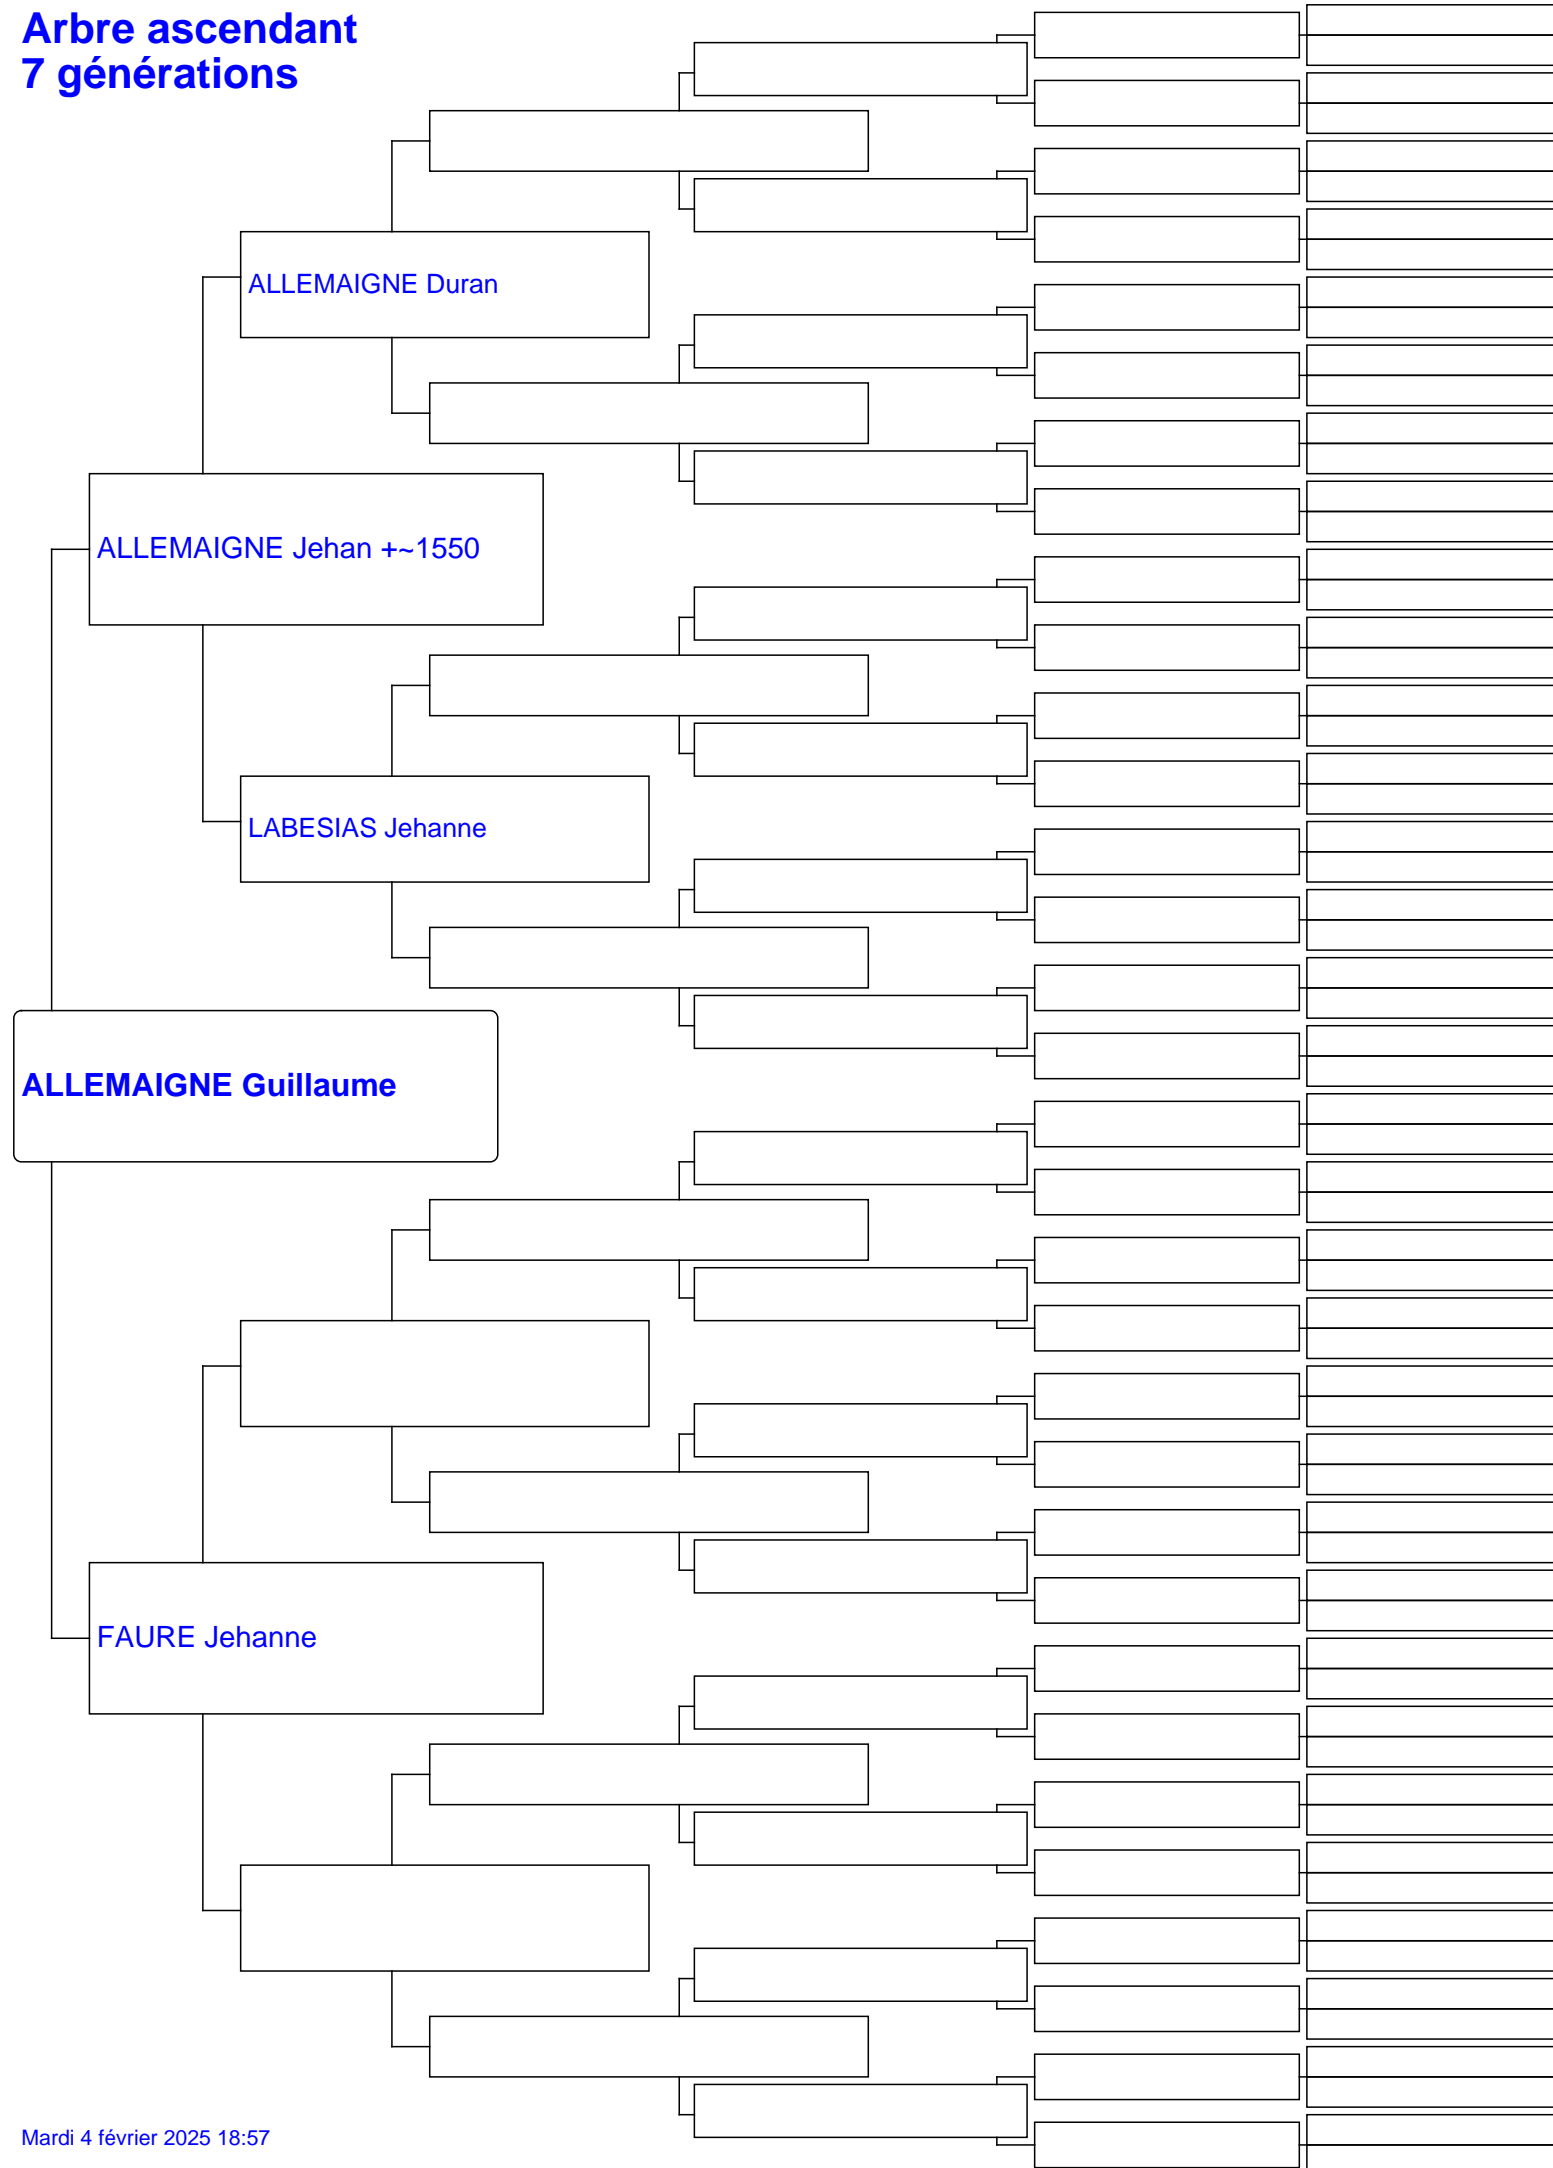 Arbre ascendant
7 générations
ALLEMAIGNE Duran
ALLEMAIGNE Jehan +~1550
LABESIAS Jehanne
ALLEMAIGNE Guillaume
FAURE Jehanne
Mardi 4 février 2025 18:57